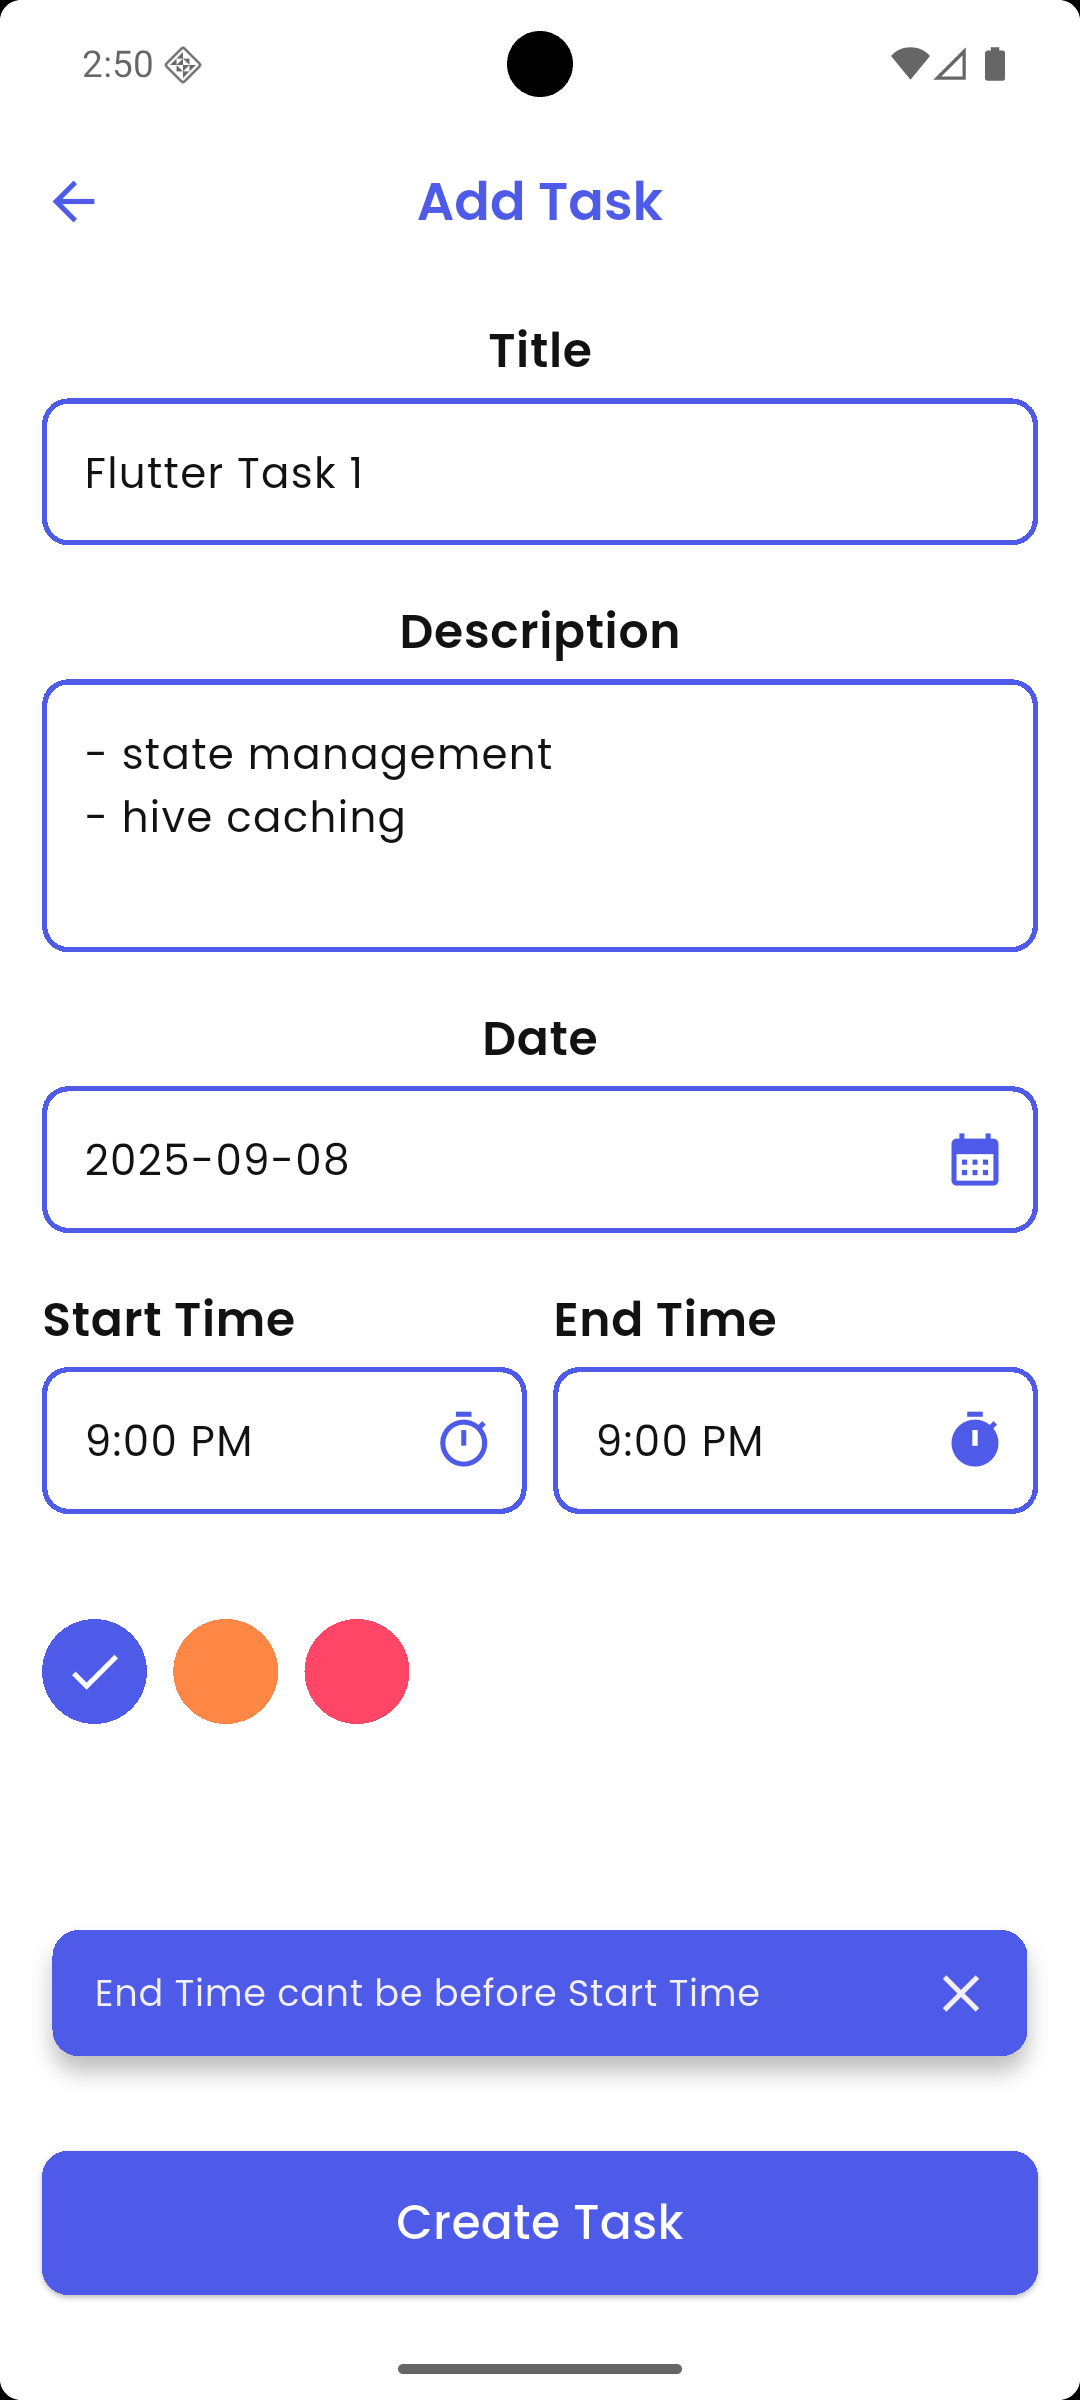 2:50
Add Task
Title
Flutter Task 1
Description
- state management
- hive caching
Date
2025-09-08
Start Time
End Time
9:00 PM
9:00 PM
End Time cant be before Start Time
Create Task